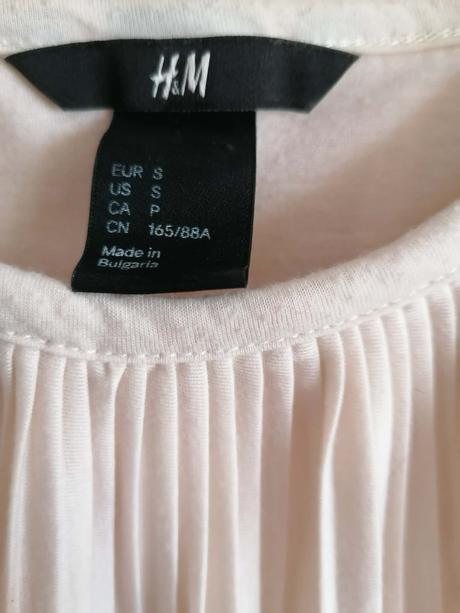 H&M
EUR S
US S
CA P
CN 165/88A
Made in
Bulgaria